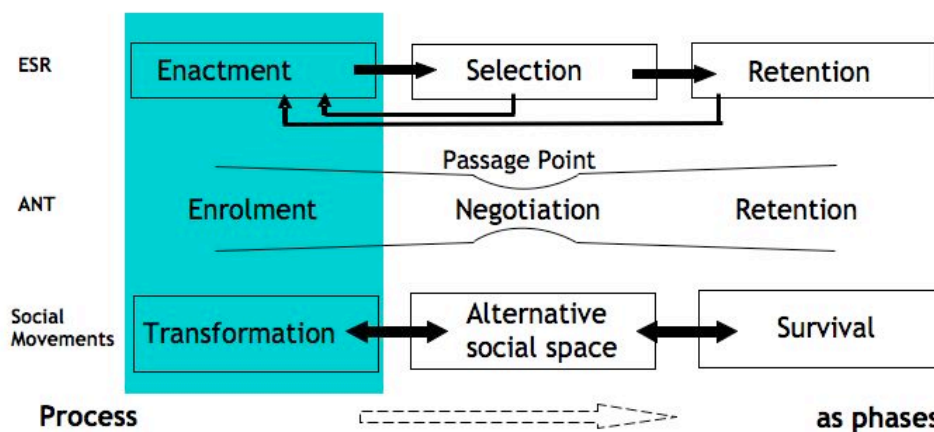 ESR
Enactment
Selection
Retention
Passage Point
ANT
Enrolment
Negotiation
Retention
Social
Movements
Transformation
Alternative
social space
Survival
Process
as phases